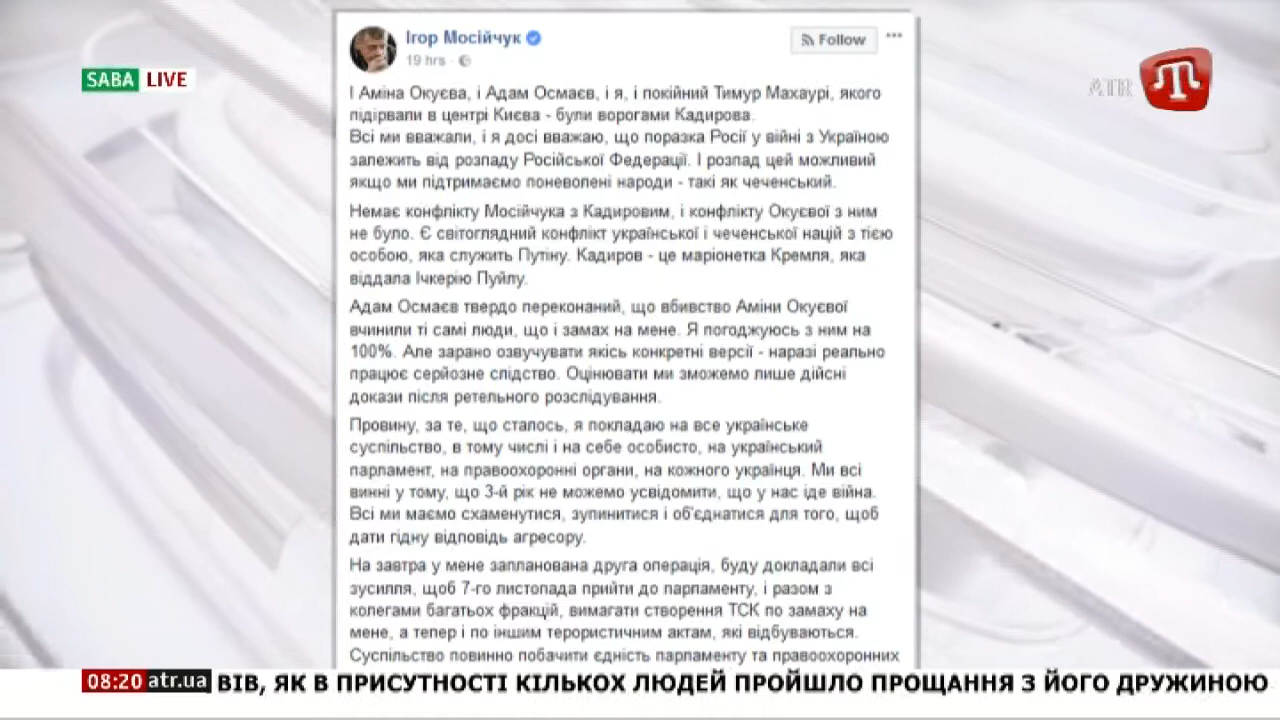 Ігор Мосійчук
Follow
19 hrs
SABA LIVE
ATR
І Аміна Окуєва, і Адам Осмаєв, і я, і покійний Тимур Махаурі, якого
підірвали в центрі Києва - були ворогами Кадирова.
Всі ми вважали, і я досі вважаю, що поразка Росії у війні з Україною
залежить від розпаду Російської Федерації. І розпад цей можливий
якщо ми підтримаємо поневолені народи - такі як чеченський.
Немає конфлікту Мосійчука з Кадировим, і конфлікту Окуєвої з ним
не було. Є світоглядний конфлікт української і чеченської націй з тією
особою, яка служить Путіну. Кадиров - це маріонетка Кремля, яка
віддала Ічкерію Пуйлу.
Адам Осмаєв твердо переконаний, що вбивство Аміни Окуєвої
вчинили ті самі люди, що і замах на мене. Я погоджуюсь з ним на
100%. Але зарано озвучувати якісь конкретні версії - наразі реально
працює серйозне слідство. Оцінювати ми зможемо лише дійсні
докази після ретельного розслідування.
Провину, за те, що сталось, я покладаю на все українське
суспільство, в тому числі і на себе особисто, на український
парламент, на правоохоронні органи, на кожного українця. Ми всі
винні у тому, що 3-й рік не можемо усвідомити, що у нас іде війна.
Всі ми маємо схаменутися, зупинитися і об'єднатися для того, щоб
дати гідну відповідь агресору.
На завтра у мене запланована друга операція, буду докладали всі
зусилля, щоб 7-го листопада прийти до парламенту, і разом з
колегами багатьох фракцій, вимагати створення ТСК по замаху на
мене, а тепер і по іншим терористичним актам, які відбуваються.
Суспільство повинно побачити єдність парламенту та правоохоронних
08:20 atr.ua ВІВ, ЯК В ПРИСУТНОСТІ КІЛЬКОХ ЛЮДЕЙ ПРОЙШЛО ПРОЩАННЯ З ЙОГО ДРУЖИНОЮ